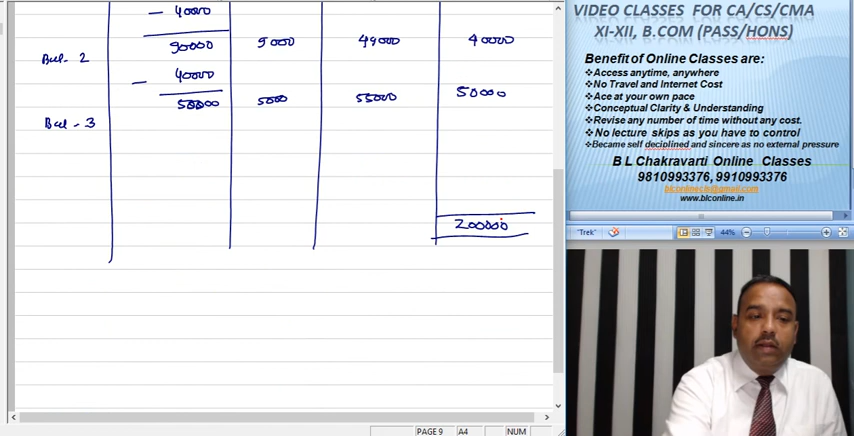 - 40000
90000 9000 49000 40000
Bal - 2
- 40000
50000 5000 55000 50000
Bal - 3
200000
PAGE 9 A4 NUM
VIDEO CLASSES FOR CA/CS/CMA
XI-XII, B.COM (PASS/HONS)
Benefit of Online Classes are:
❖Access anytime, anywhere
❖No Travel and Internet Cost
❖Ace at your own pace
❖Conceptual Clarity & Understanding
❖Revise any number of time without any cost.
❖No lecture skips as you have to control
❖Became self deciplined and sincere as no external pressure
B L Chakravarti Online Classes
9810993376, 9910993376
www.blconline.in
"Trek" 44%